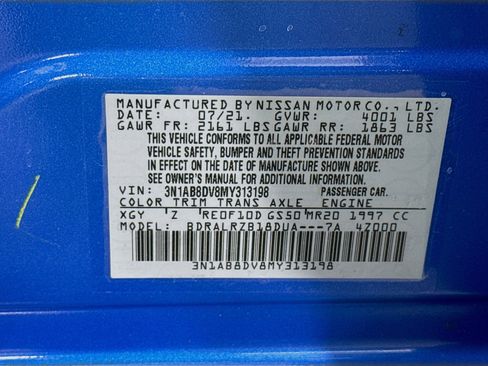 MANUFACTURED BY NISSAN MOTOR CO., LTD.
DATE: 07/21. GVWR: 4001 LBS
GAWR FR: 2161 LBS GAWR RR: 1863 LBS
THIS VEHICLE CONFORMS TO ALL APPLICABLE FEDERAL MOTOR
VEHICLE SAFETY, BUMPER AND THEFT PREVENTION STANDARDS
IN EFFECT ON THE DATE OF MANUFACTURE SHOWN ABOVE.
SEE OWNER'S MANUAL FOR ADDITIONAL INFORMATION.
VIN: 3N1AB8DV8MY313198 PASSENGER CAR.
COLOR TRIM TRANS AXLE ENGINE
XGY Z RE0F10D GS50 MR20 1997 CC
MODEL: BDRALRZB18DUA---7A 4Z000
3N1AB8DV8MY313198